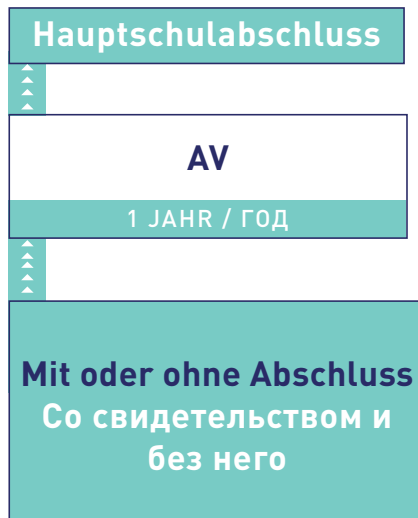 Hauptschulabschluss
AV
1 JAHR / ГОД
Mit oder ohne Abschluss
Со свидетельством и
без него